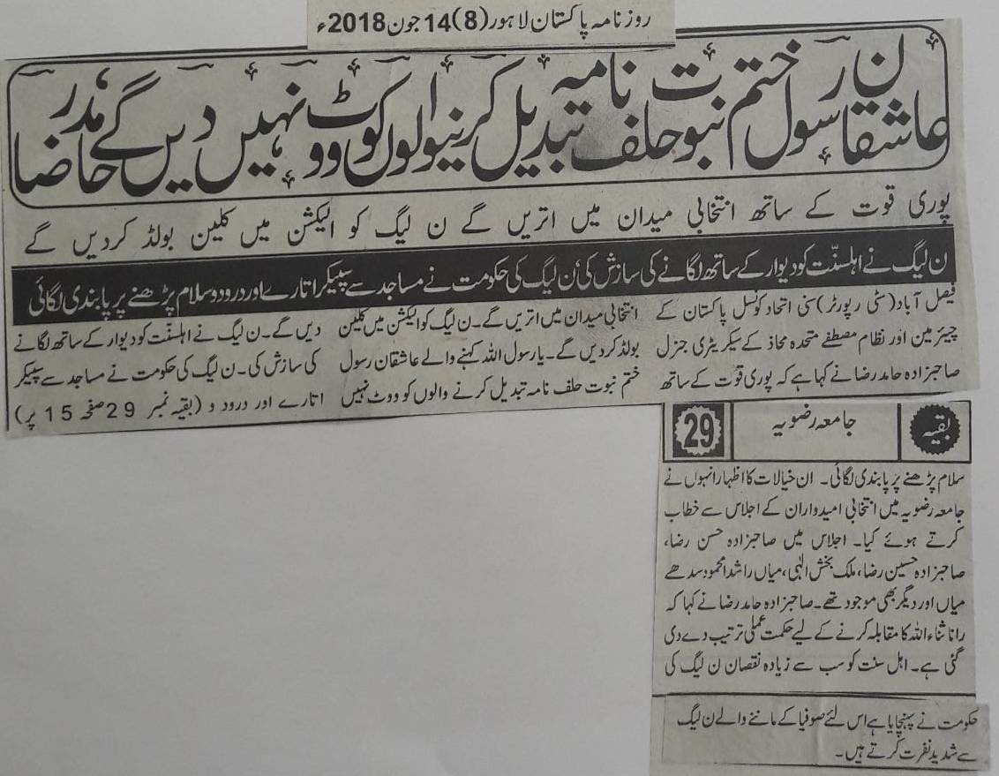 روزنامہ پاکستان لاہور (8) 14 جون 2018ء
عاشقان رسول ختم نبوت حلف نامہ تبدیل کرنیوالوں کو ووٹ نہیں دیں گے، حامد رضا
پوری قوت کے ساتھ انتخابی میدان میں اتریں گے ن لیگ کو الیکشن میں کلین بولڈ کردیں گے
ن لیگ نے اہلسنّت کو دیوار کے ساتھ لگانے کی سازش کی ن لیگ کی حکومت نے مساجد سے سپیکر اتارے اور درود و سلام پڑھنے پر پابندی لگائی
فیصل آباد (سٹی رپورٹر) سنی اتحاد کونسل پاکستان کے
چیئرمین اور نظام مصطفے متحدہ محاذ کے سیکریٹری جنرل
صاحبزادہ حامد رضا نے کہا ہے کہ پوری قوت کے ساتھ
انتخابی میدان میں اتریں گے۔ ن لیگ کو الیکشن میں کلین
بولڈ کردیں گے۔ یا رسول اللہ کہنے والے عاشقان رسول
ختم نبوت حلف نامہ تبدیل کرنے والوں کو ووٹ نہیں
دیں گے۔ ن لیگ نے اہلسنّت کو دیوار کے ساتھ لگانے
کی سازش کی۔ ن لیگ کی حکومت نے مساجد سے سپیکر
اتارے اور درود و (بقیہ نمبر 29 صفحہ 15 پر)
بقیہ جامعہ رضویہ 29
سلام پڑھنے پر پابندی لگائی۔ ان خیالات کا اظہار انہوں نے
جامعہ رضویہ میں انتخابی امیدواران کے اجلاس سے خطاب
کرتے ہوئے کیا۔ اجلاس میں صاحبزادہ حسن رضا،
صاحبزادہ حسین رضا، ملک بخش الٰہی، میاں راشد محمود سدھے
میاں اور دیگر بھی موجود تھے۔ صاحبزادہ حامد رضا نے کہا کہ
رانا ثناء اللہ کا مقابلہ کرنے کے لیے حکمت عملی ترتیب دے دی
گئی ہے۔ اہل سنت کو سب سے زیادہ نقصان ن لیگ کی
حکومت نے پہنچایا ہے اس لئے صوفیا کے ماننے والے ن لیگ
سے شدید نفرت کرتے ہیں۔